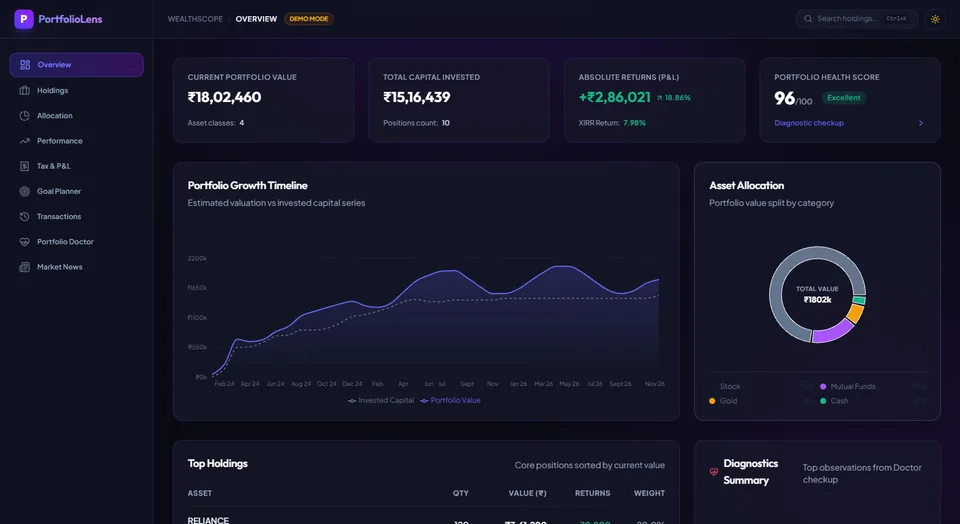 P PortfolioLens
WEALTHSCOPE / OVERVIEW DEMO MODE
Search holdings... Ctrl+K
Overview
Holdings
Allocation
Performance
Tax & P&L
Goal Planner
Transactions
Portfolio Doctor
Market News
CURRENT PORTFOLIO VALUE
₹18,02,460
Asset classes: 4
TOTAL CAPITAL INVESTED
₹15,16,439
Positions count: 10
ABSOLUTE RETURNS (P&L)
+₹2,86,021 ↗ 18.86%
XIRR Return: 7.98%
PORTFOLIO HEALTH SCORE
96/100 Excellent
Diagnostic checkup
Portfolio Growth Timeline
Estimated valuation vs invested capital series
2200k
₹1650k
₹1100k
₹550k
₹0k
Feb 24 Apr 24 Jun 24 Aug 24 Oct 24 Dec 24 Feb Apr Jun Jul Sept Nov Jan 26 Mar 26 May 26 Jul 26 Sept 26 Nov 26
Invested Capital Portfolio Value
Asset Allocation
Portfolio value split by category
TOTAL VALUE
₹1802k
Stock Mutual Funds
Gold Cash
Top Holdings
Core positions sorted by current value
ASSET QTY VALUE (₹) RETURNS WEIGHT
RELIANCE
Diagnostics
Summary
Top observations from Doctor
checkup